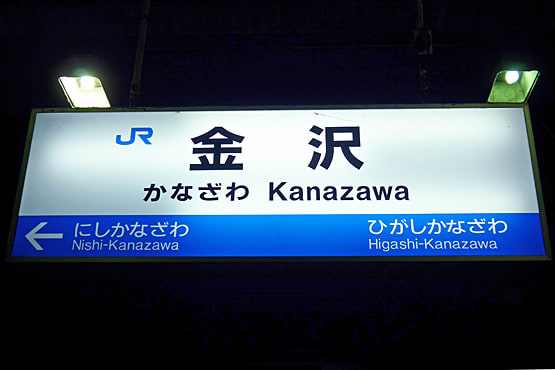 JR 金沢
かなざわ Kanazawa
← にしかなざわ ひがしかなざわ
Nishi-Kanazawa Higashi-Kanazawa